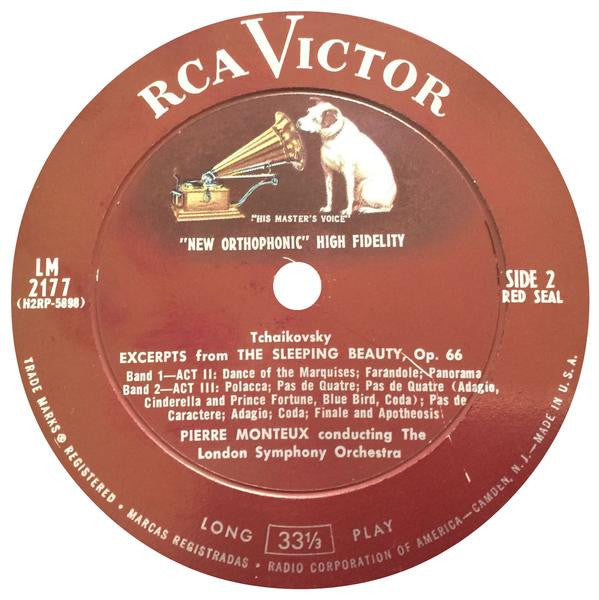 RCA VICTOR
"HIS MASTER'S VOICE"
"NEW ORTHOPHONIC" HIGH FIDELITY
LM
2177
(H2RP-5898)
SIDE 2
RED SEAL
Tchaikovsky
EXCERPTS from THE SLEEPING BEAUTY, Op. 66
Band 1—ACT II: Dance of the Marquises; Farandole; Panorama
Band 2—ACT III: Polacca; Pas de Quatre; Pas de Quatre (Adagio,
Cinderella and Prince Fortune, Blue Bird, Coda); Pas de
Caractere; Adagio; Coda; Finale and Apotheosis
PIERRE MONTEUX conducting The
London Symphony Orchestra
LONG 33⅓ PLAY
TRADE MARKS® REGISTERED • MARCAS REGISTRADAS • RADIO CORPORATION OF AMERICA—CAMDEN, N. J.—MADE IN U.S.A.